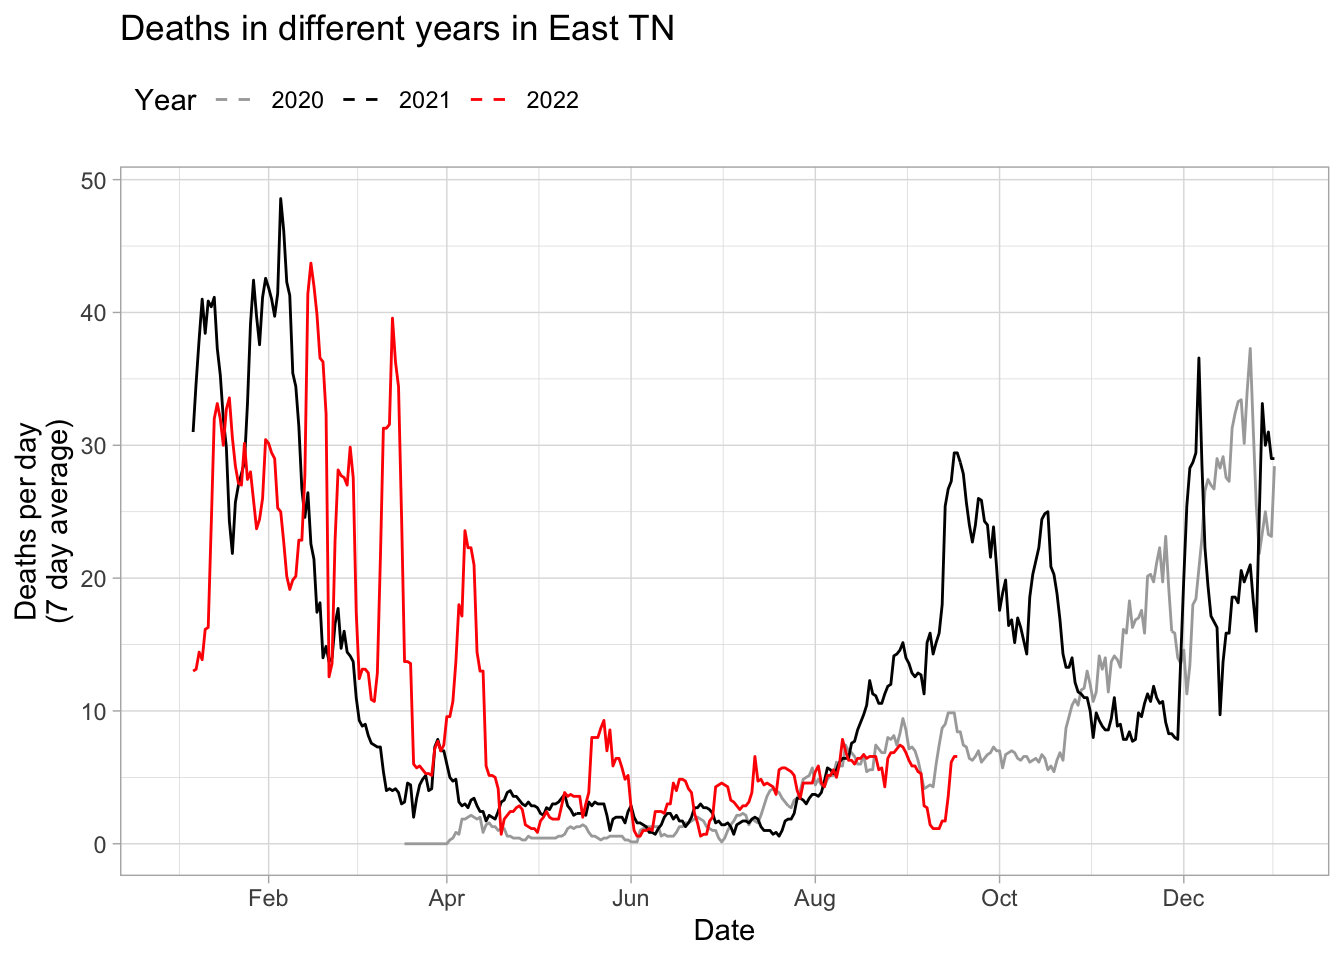 Deaths in different years in East TN
Year 2020 2021 2022
Deaths per day
(7 day average)
50
40
30
20
10
0
Feb Apr Jun Aug Oct Dec
Date